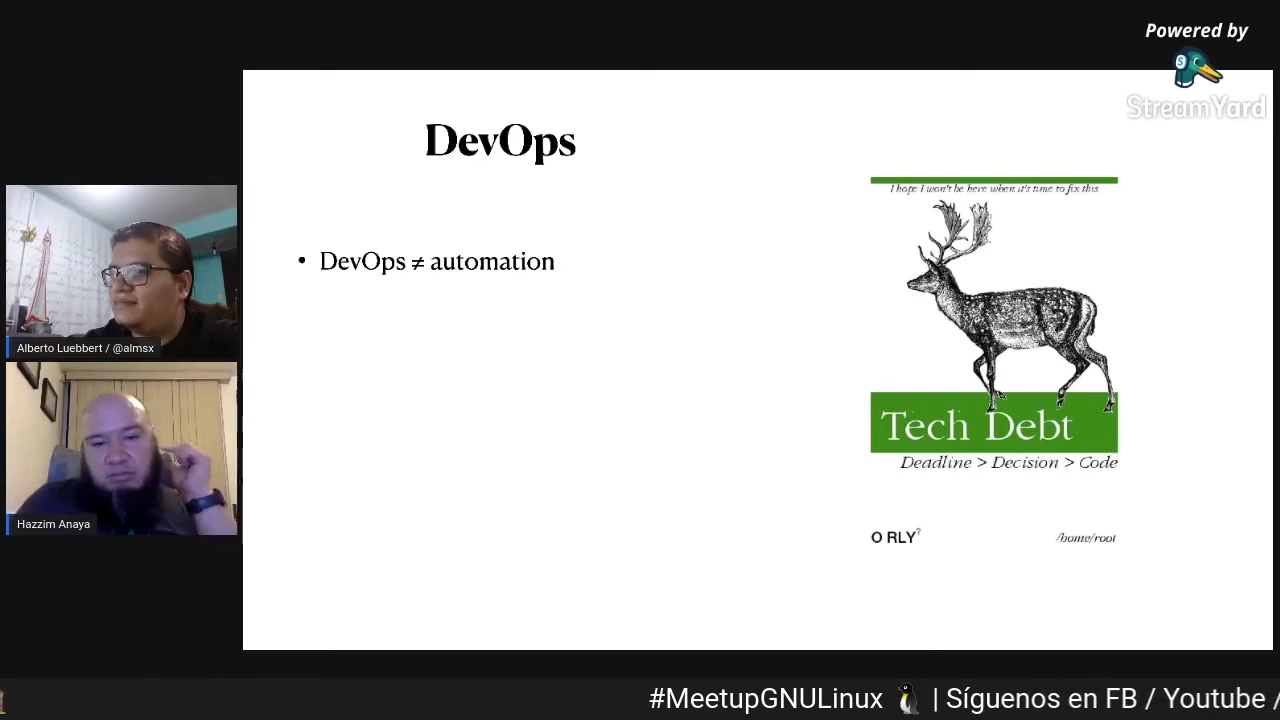 Powered by
StreamYard
DevOps
• DevOps ≠ automation
I hope I won't be here when it's time to fix this
Tech Debt
Deadline > Decision > Code
O RLY?
/home/root
Alberto Luebbert / @almsx
Hazzim Anaya
#MeetupGNULinux 🐧 | Síguenos en FB / Youtube /